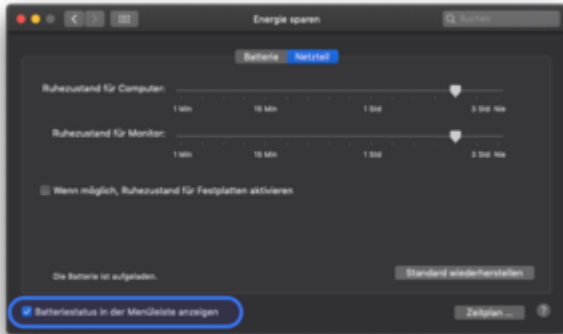 Energie sparen
Suchen
Batterie Netzteil
Ruhezustand für Computer:
1 Min 15 Min 1 Std 3 Std Nie
Ruhezustand für Monitor:
1 Min 15 Min 1 Std 3 Std Nie
Wenn möglich, Ruhezustand für Festplatten aktivieren
Die Batterie ist aufgeladen.
Standard wiederherstellen
Batteriestatus in der Menüleiste anzeigen
Zeitplan ...
?